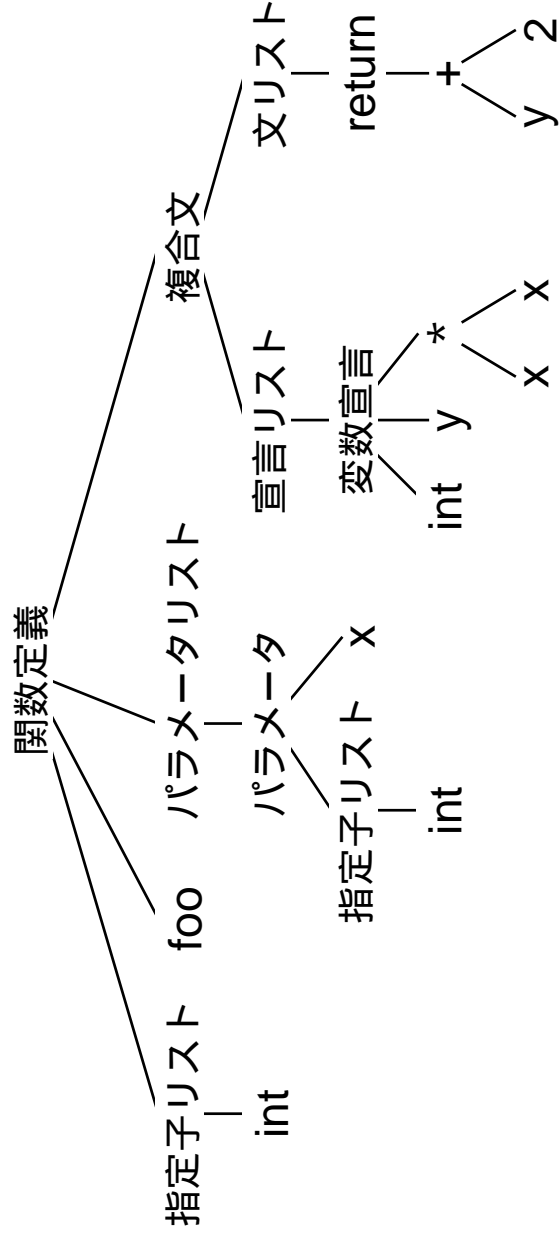 関数定義
指定子リスト
foo
パラメータリスト
複合文
int
パラメータ
宣言リスト
文リスト
指定子リスト
x
変数宣言
return
int
int
y
*
+
x
x
y
2